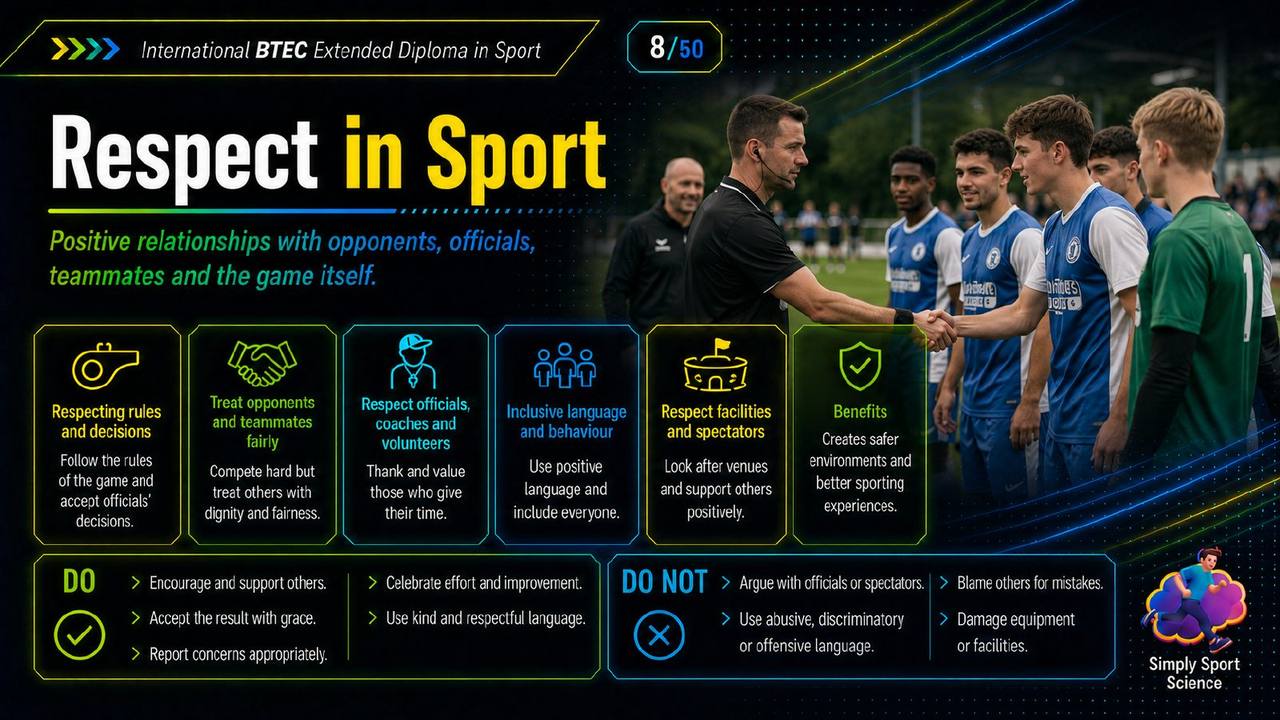 International BTEC Extended Diploma in Sport
8/50
Respect in Sport
Positive relationships with opponents, officials,
teammates and the game itself.
Respecting rules
and decisions
Follow the rules
of the game and
accept officials'
decisions.
Treat opponents
and teammates
fairly
Compete hard but
treat others with
dignity and fairness.
Respect officials,
coaches and
volunteers
Thank and value
those who give
their time.
Inclusive language
and behaviour
Use positive
language and
include everyone.
Respect facilities
and spectators
Look after venues
and support others
positively.
Benefits
Creates safer
environments and
better sporting
experiences.
DO
Encourage and support others.
Accept the result with grace.
Report concerns appropriately.
Celebrate effort and improvement.
Use kind and respectful language.
DO NOT
Argue with officials or spectators.
Use abusive, discriminatory
or offensive language.
Blame others for mistakes.
Damage equipment
or facilities.
1
Simply Sport
Science